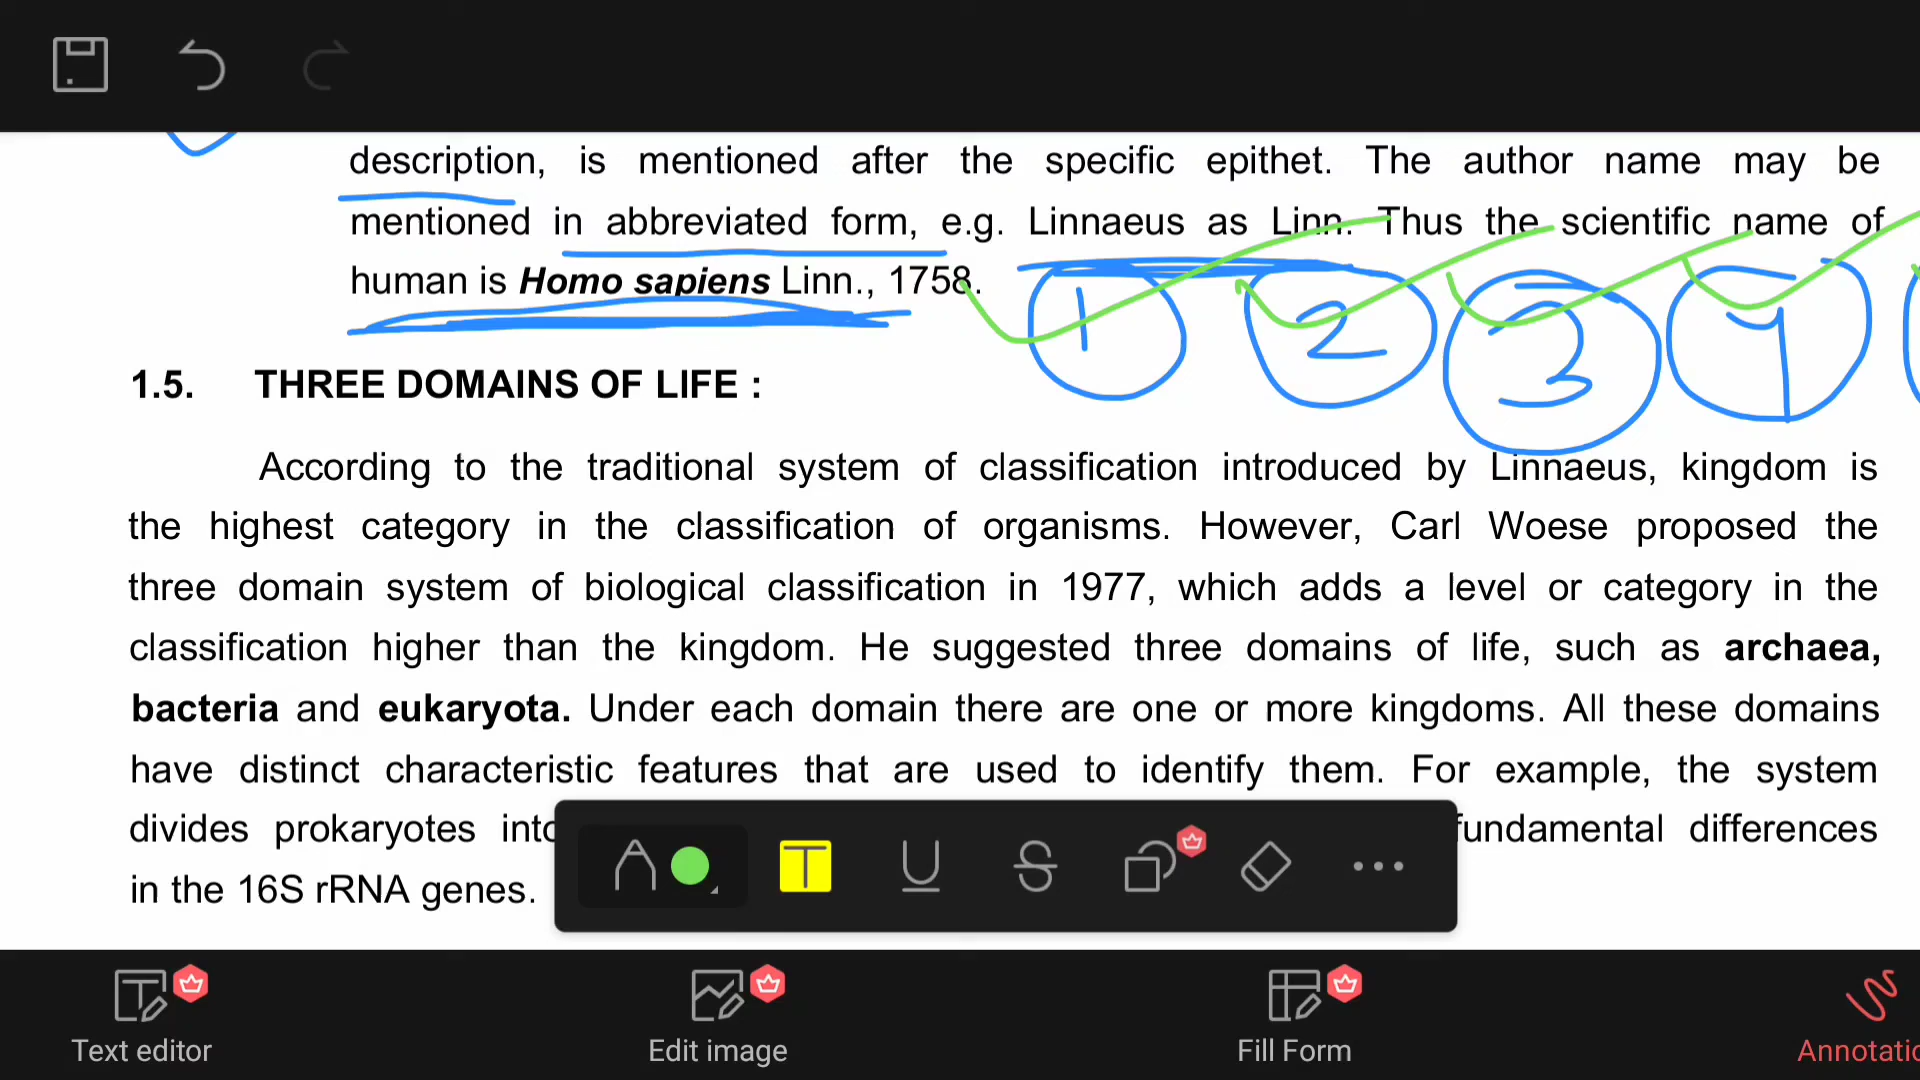 description, is mentioned after the specific epithet. The author name may be
mentioned in abbreviated form, e.g. Linnaeus as Linn. Thus the scientific name of
human is Homo sapiens Linn., 1758.
1 2 3 4
1.5. THREE DOMAINS OF LIFE :
According to the traditional system of classification introduced by Linnaeus, kingdom is
the highest category in the classification of organisms. However, Carl Woese proposed the
three domain system of biological classification in 1977, which adds a level or category in the
classification higher than the kingdom. He suggested three domains of life, such as archaea,
bacteria and eukaryota. Under each domain there are one or more kingdoms. All these domains
have distinct characteristic features that are used to identify them. For example, the system
divides prokaryotes into fundamental differences
in the 16S rRNA genes.
Text editor Edit image Fill Form Annotatio